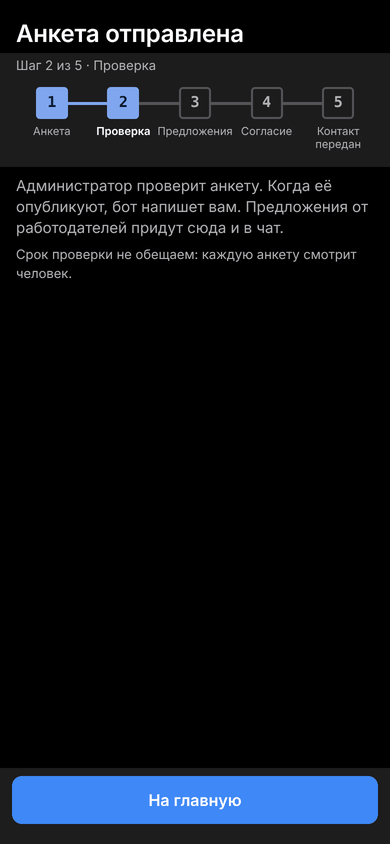 Анкета отправлена
Шаг 2 из 5 · Проверка
1 2 3 4 5
Анкета Проверка Предложения Согласие Контакт передан
Администратор проверит анкету. Когда её
опубликуют, бот напишет вам. Предложения от
работодателей придут сюда и в чат.
Срок проверки не обещаем: каждую анкету смотрит
человек.
На главную